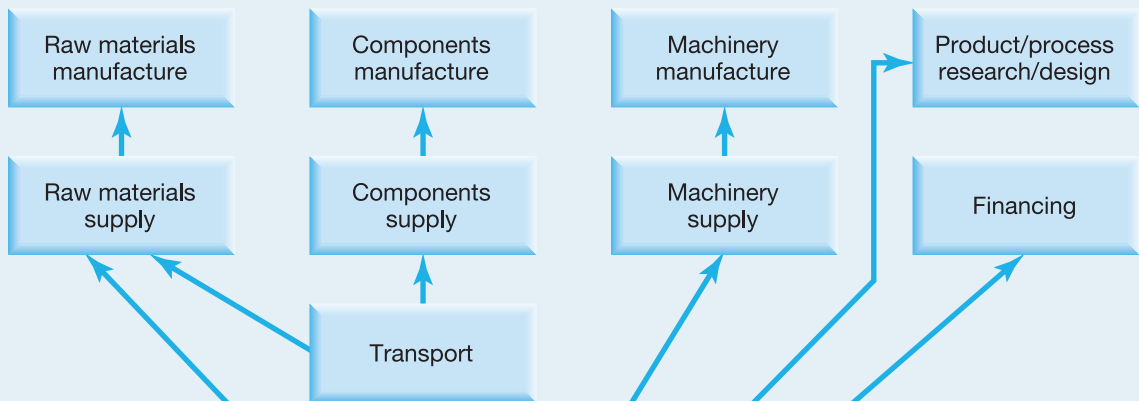 Raw materials
manufacture
Components
manufacture
Machinery
manufacture
Product/process
research/design
Raw materials
supply
Components
supply
Machinery
supply
Financing
Transport